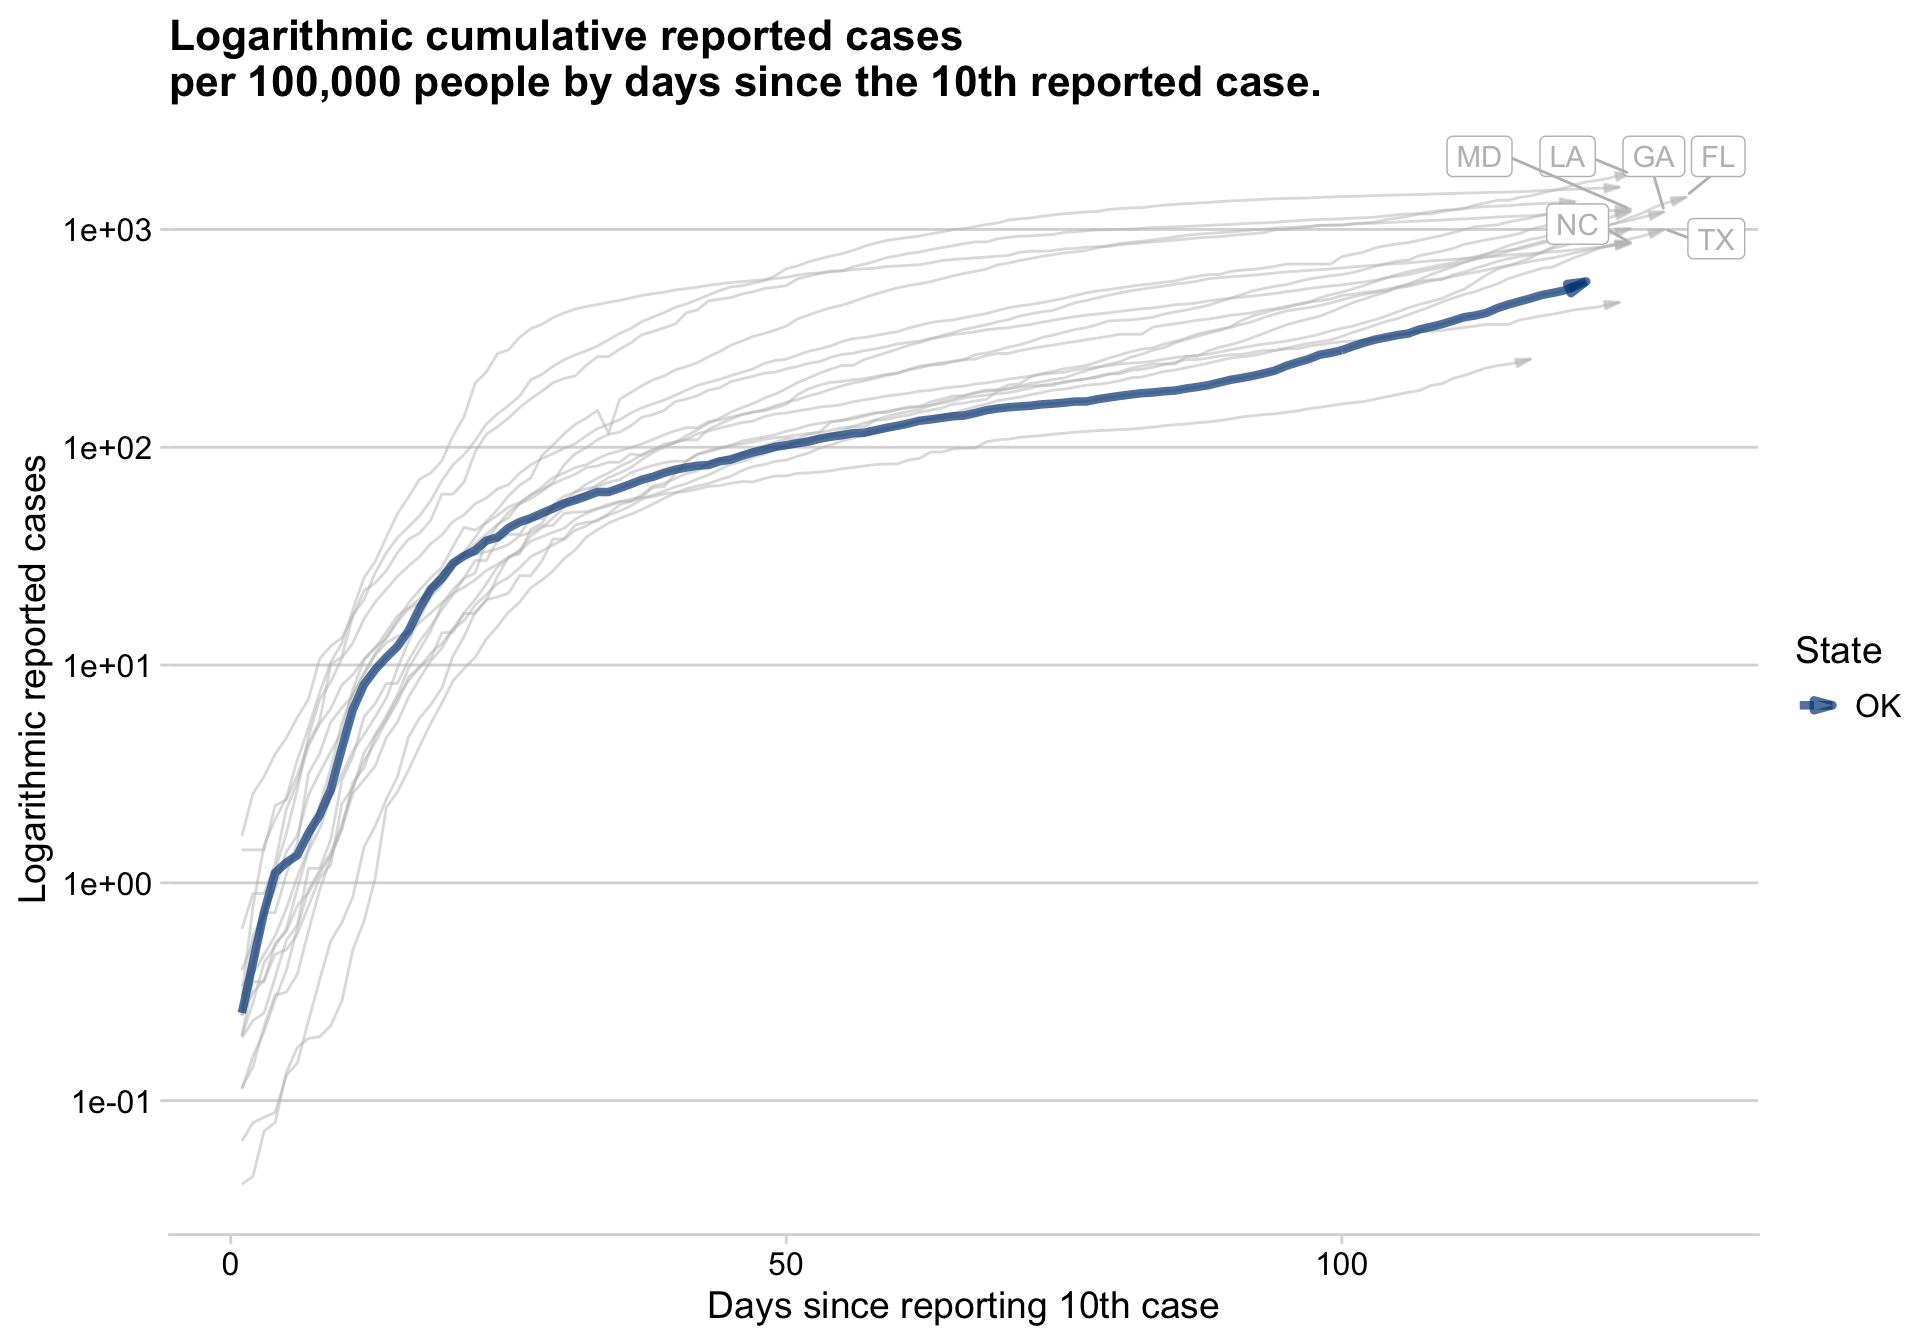 Logarithmic cumulative reported cases
per 100,000 people by days since the 10th reported case.
MD
LA
GA
FL
NC
TX
1e+03
1e+02
1e+01
1e+00
1e-01
Logarithmic reported cases
State
OK
0
50
100
Days since reporting 10th case